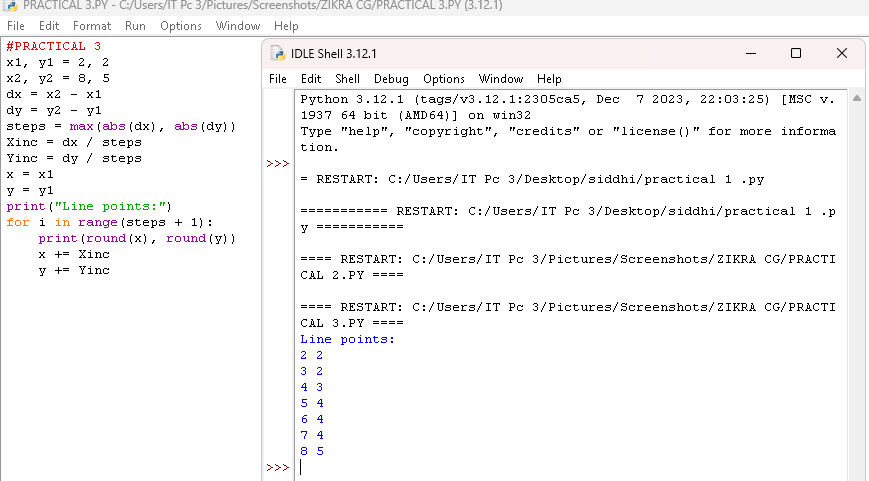 PRACTICAL 3.PY - C:/Users/IT Pc 3/Pictures/Screenshots/ZIKRA CG/PRACTICAL 3.PY (3.12.1)
File Edit Format Run Options Window Help
#PRACTICAL 3
x1, y1 = 2, 2
x2, y2 = 8, 5
dx = x2 - x1
dy = y2 - y1
steps = max(abs(dx), abs(dy))
Xinc = dx / steps
Yinc = dy / steps
x = x1
y = y1
print("Line points:")
for i in range(steps + 1):
    print(round(x), round(y))
    x += Xinc
    y += Yinc
IDLE Shell 3.12.1
File Edit Shell Debug Options Window Help
Python 3.12.1 (tags/v3.12.1:2305ca5, Dec  7 2023, 22:03:25) [MSC v.
1937 64 bit (AMD64)] on win32
Type "help", "copyright", "credits" or "license()" for more informa
tion.
>>>
= RESTART: C:/Users/IT Pc 3/Desktop/siddhi/practical 1 .py
=========== RESTART: C:/Users/IT Pc 3/Desktop/siddhi/practical 1 .p
y ===========
==== RESTART: C:/Users/IT Pc 3/Pictures/Screenshots/ZIKRA CG/PRACTI
CAL 2.PY ====
==== RESTART: C:/Users/IT Pc 3/Pictures/Screenshots/ZIKRA CG/PRACTI
CAL 3.PY ====
Line points:
2 2
3 2
4 3
5 4
6 4
7 4
8 5
>>>